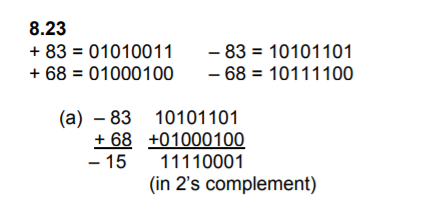 8.23
+ 83 = 01010011 – 83 = 10101101
+ 68 = 01000100 – 68 = 10111100
(a) – 83 10101101
+ 68 +01000100
– 15 11110001
(in 2's complement)